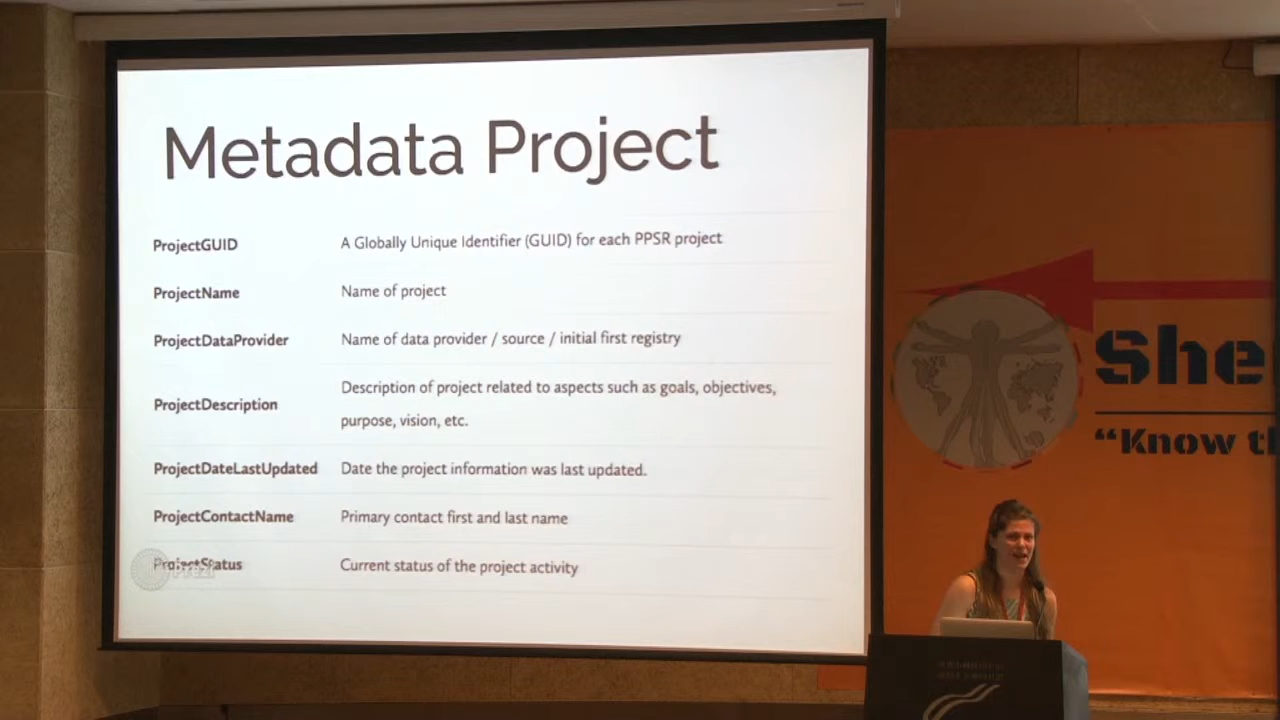 Metadata Project
ProjectGUID A Globally Unique Identifier (GUID) for each PPSR project
ProjectName Name of project
ProjectDataProvider Name of data provider / source / initial first registry
ProjectDescription Description of project related to aspects such as goals, objectives,
purpose, vision, etc.
ProjectDateLastUpdated Date the project information was last updated.
ProjectContactName Primary contact first and last name
ProjectStatus Current status of the project activity
Prezi
She
“Know th